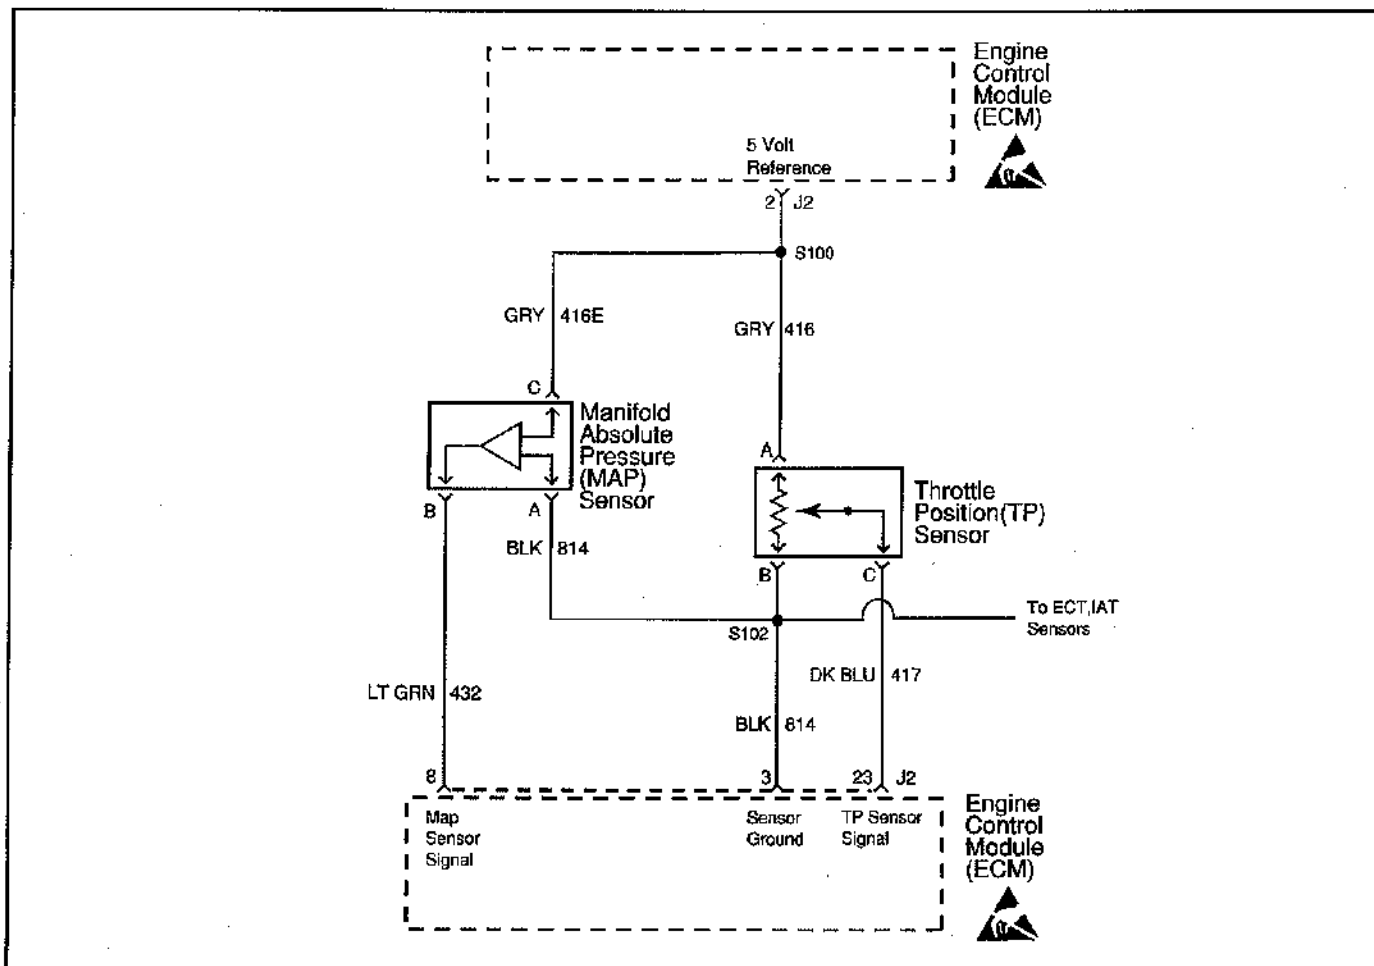 Engine
Control
Module
(ECM)
5 Volt
Reference
2 J2
S100
GRY 416E
GRY 416
C
Manifold
Absolute
Pressure
(MAP)
Sensor
A
Throttle
Position(TP)
Sensor
B A
BLK 814
B C
To ECT,IAT
Sensors
S102
DK BLU 417
LT GRN 432
BLK 814
8 3 23 J2
Map
Sensor
Signal
Sensor
Ground
TP Sensor
Signal
Engine
Control
Module
(ECM)